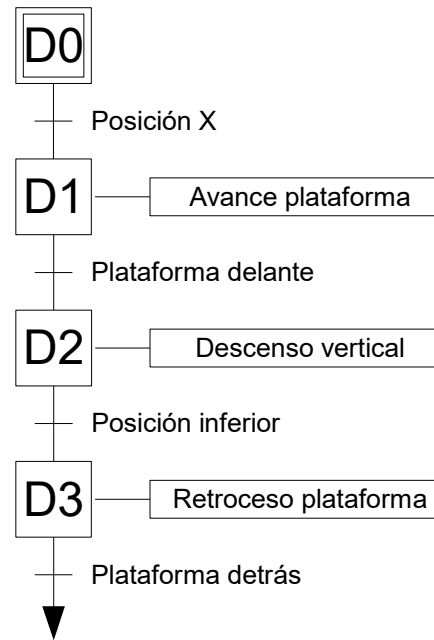 D0
Posición X
D1
Avance plataforma
Plataforma delante
D2
Descenso vertical
Posición inferior
D3
Retroceso plataforma
Plataforma detrás